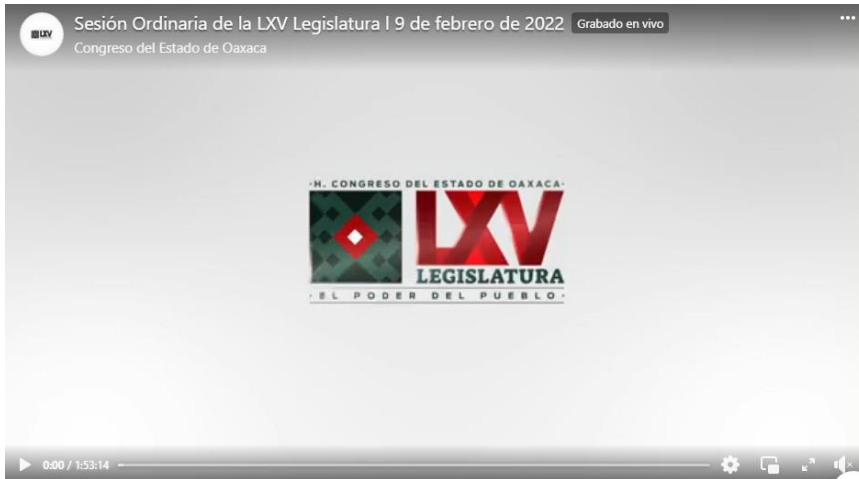 Sesión Ordinaria de la LXV Legislatura l 9 de febrero de 2022 Grabado en vivo
LXV
Congreso del Estado de Oaxaca
·H. CONGRESO DEL ESTADO DE OAXACA·
LXV
LEGISLATURA
·EL PODER DEL PUEBLO·
0:00 / 1:53:14